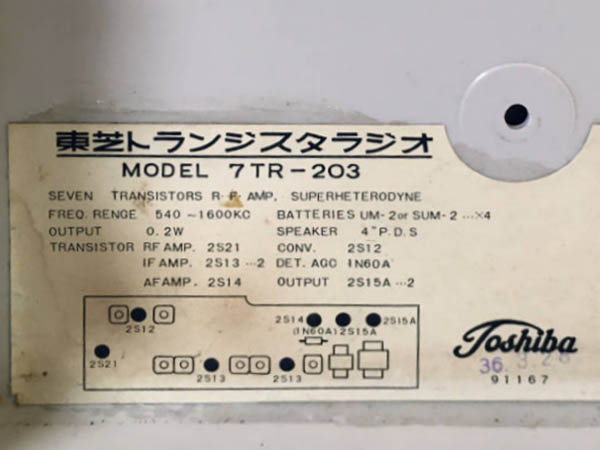 東芝トランジスタラジオ
MODEL 7TR-203
SEVEN TRANSISTORS R·F·AMP, SUPERHETERODYNE
FREQ. RENGE 540 ~1600KC BATTERIES UM-2 or SUM-2 …×4
OUTPUT 0.2W SPEAKER 4" P.D.S
TRANSISTOR RF AMP. 2S21 CONV. 2S12
IF AMP. 2S13 …2 DET. AGC 1N60A
AF AMP. 2S14 OUTPUT 2S15A …2
2S12 2S14 2S15A
(1N60A) 2S15A
2S21 2S13 2S13
Toshiba
36. 3. 28
91167